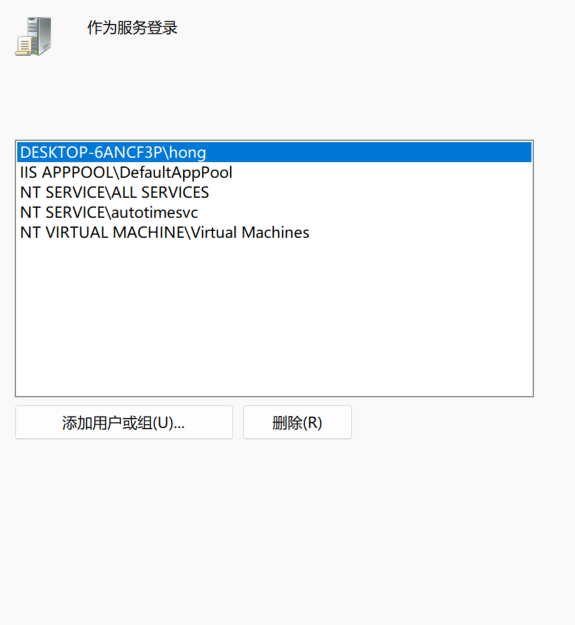 作为服务登录
DESKTOP-6ANCF3P\hong
IIS APPPOOL\DefaultAppPool
NT SERVICE\ALL SERVICES
NT SERVICE\autotimesvc
NT VIRTUAL MACHINE\Virtual Machines
添加用户或组(U)...
删除(R)